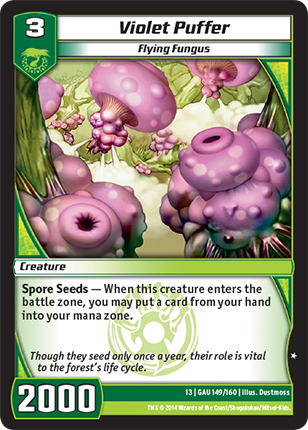 3
Violet Puffer
Flying Fungus
Creature
Spore Seeds — When this creature enters the
battle zone, you may put a card from your hand
into your mana zone.
Though they seed only once a year, their role is vital
to the forest's life cycle.
2000
13 | GAU 149/160 | illus. Dustmoss
TM & © 2014 Wizards of the Coast/Shogakukan/Mitsui-Kids.